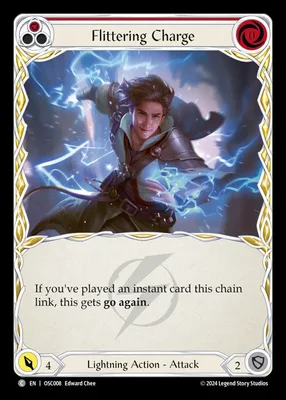 Flittering Charge
If you've played an instant card this chain
link, this gets go again.
4
Lightning Action - Attack
2
C EN | OSC008 Edward Chee
© 2024 Legend Story Studios